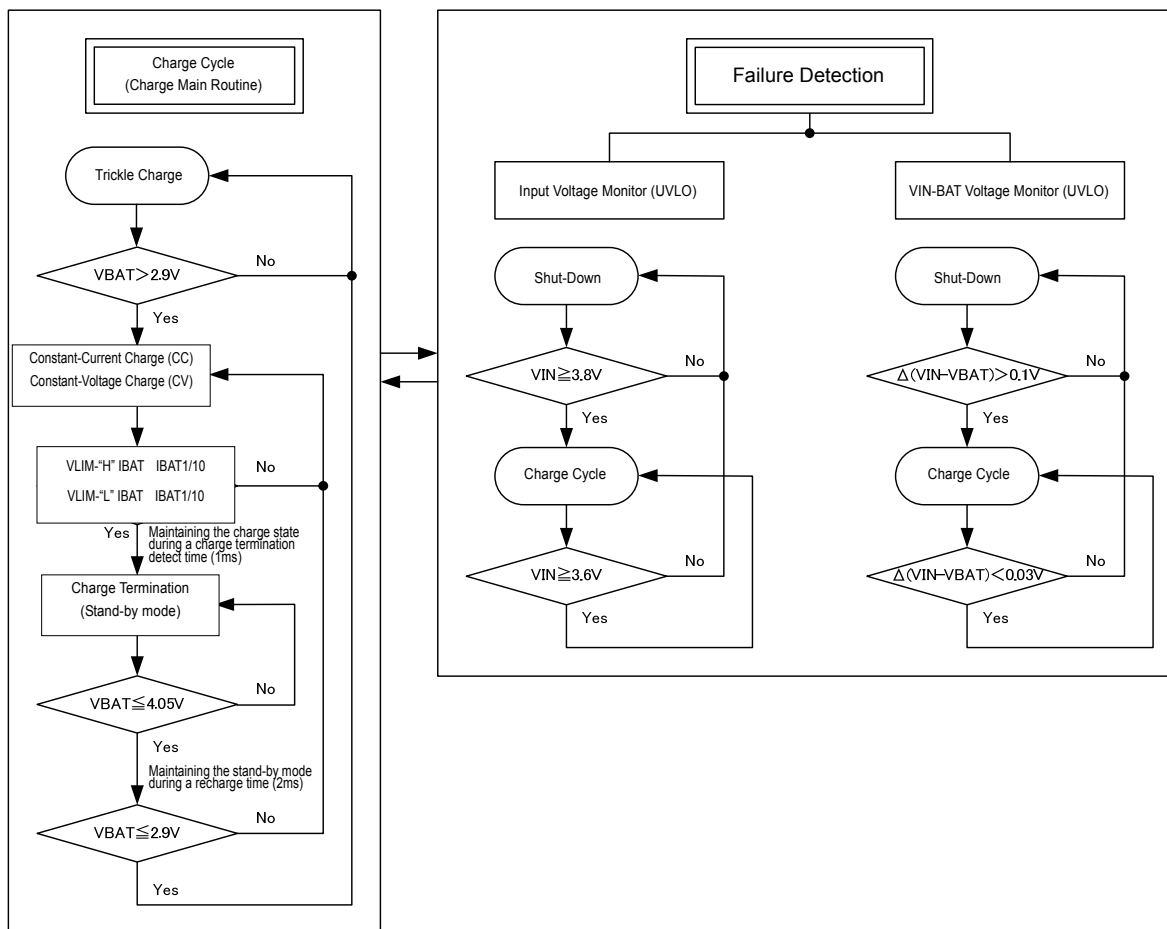 Charge Cycle
(Charge Main Routine)
Trickle Charge
VBAT>2.9V
No
Yes
Constant-Current Charge (CC)
Constant-Voltage Charge (CV)
VLIM-“H” IBAT IBAT1/10
VLIM-“L” IBAT IBAT1/10
No
Yes
Maintaining the charge state
during a charge termination
detect time (1ms)
Charge Termination
(Stand-by mode)
VBAT≦4.05V
No
Yes
Maintaining the stand-by mode
during a recharge time (2ms)
VBAT≦2.9V
No
Yes
Failure Detection
Input Voltage Monitor (UVLO)
Shut-Down
VIN≧3.8V
No
Yes
Charge Cycle
VIN≧3.6V
No
Yes
VIN-BAT Voltage Monitor (UVLO)
Shut-Down
Δ(VIN-VBAT)>0.1V
No
Yes
Charge Cycle
Δ(VIN-VBAT)<0.03V
No
Yes